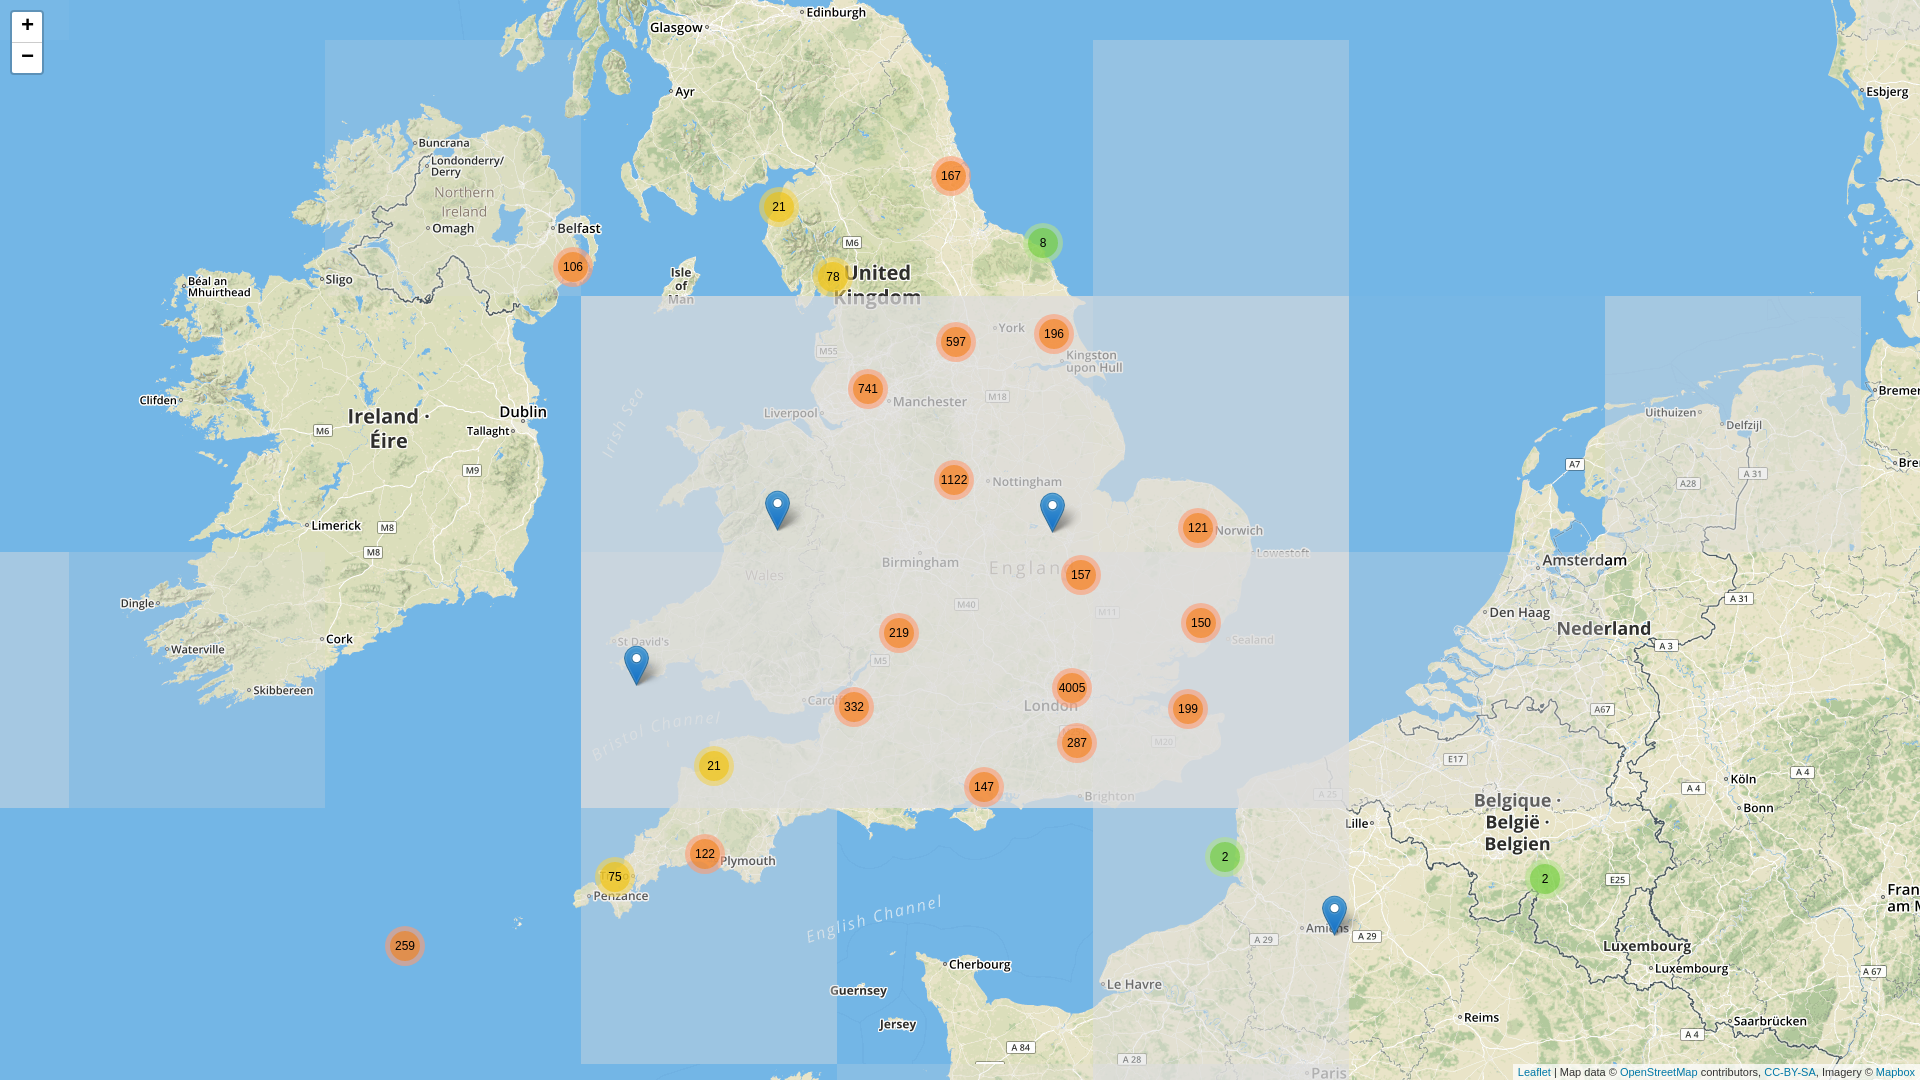 +
−
Edinburgh
Glasgow
Ayr
Esbjerg
Buncrana
Londonderry/
Derry
Northern
Ireland
Omagh
Belfast
167
21
8
M6
106
78
United
Kingdom
Isle
of
Man
Sligo
Béal an
Mhuirthead
York
196
597
M55
Kingston
upon Hull
741
Manchester
M18
Liverpool
Irish Sea
Clifden
Ireland ·
Éire
Dublin
Tallaght
M6
M9
Uithuizen
Delfzijl
A7
A 31
A28
1122
Nottingham
Limerick
M8
M8
121
Norwich
Lowestoft
Birmingham
Wales
157
Amsterdam
Dingle
M40
M11
A 31
Den Haag
Nederland
150
219
Sealand
St David's
Cork
Waterville
A 3
M5
Skibbereen
4005
London
Cardi
332
199
A67
Bristol Channel
287
M20
E17
21
147
Brighton
A 25
Köln
A 4
A 4
Bonn
Belgique ·
België ·
Belgien
Lille
122
Plymouth
2
75
Penzance
2
E25
English Channel
259
Amiens
A 29
A 29
Fran
am M
Luxembourg
Luxembourg
Cherbourg
Le Havre
A 67
Guernsey
Jersey
Reims
Saarbrücken
A 84
A 28
A 4
Paris
Bremer
Bre
Leaflet | Map data © OpenStreetMap contributors, CC-BY-SA, Imagery © Mapbox